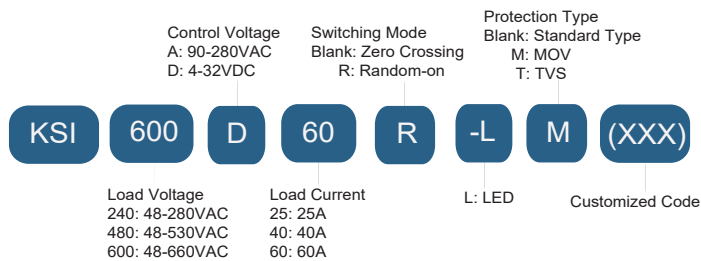 Control Voltage
A: 90-280VAC
D: 4-32VDC
Switching Mode
Blank: Zero Crossing
R: Random-on
Protection Type
Blank: Standard Type
M: MOV
T: TVS
KSI 600 D 60 R -L M (XXX)
Load Voltage
240: 48-280VAC
480: 48-530VAC
600: 48-660VAC
Load Current
25: 25A
40: 40A
60: 60A
L: LED
Customized Code